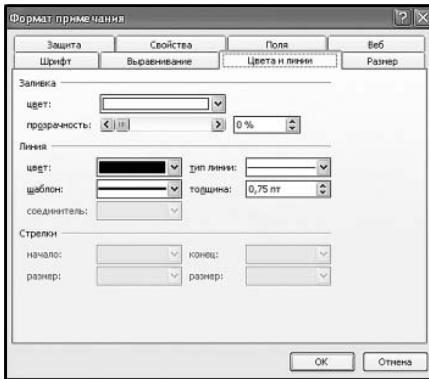 Формат примечания
Защита Свойства Поля Веб
Шрифт Выравнивание Цвета и линии Размер
Заливка
цвет:
прозрачность: 0 %
Линия
цвет: тип линии:
шаблон: толщина: 0,75 пт
соединитель:
Стрелки
начало: конец:
размер: размер:
ОК Отмена